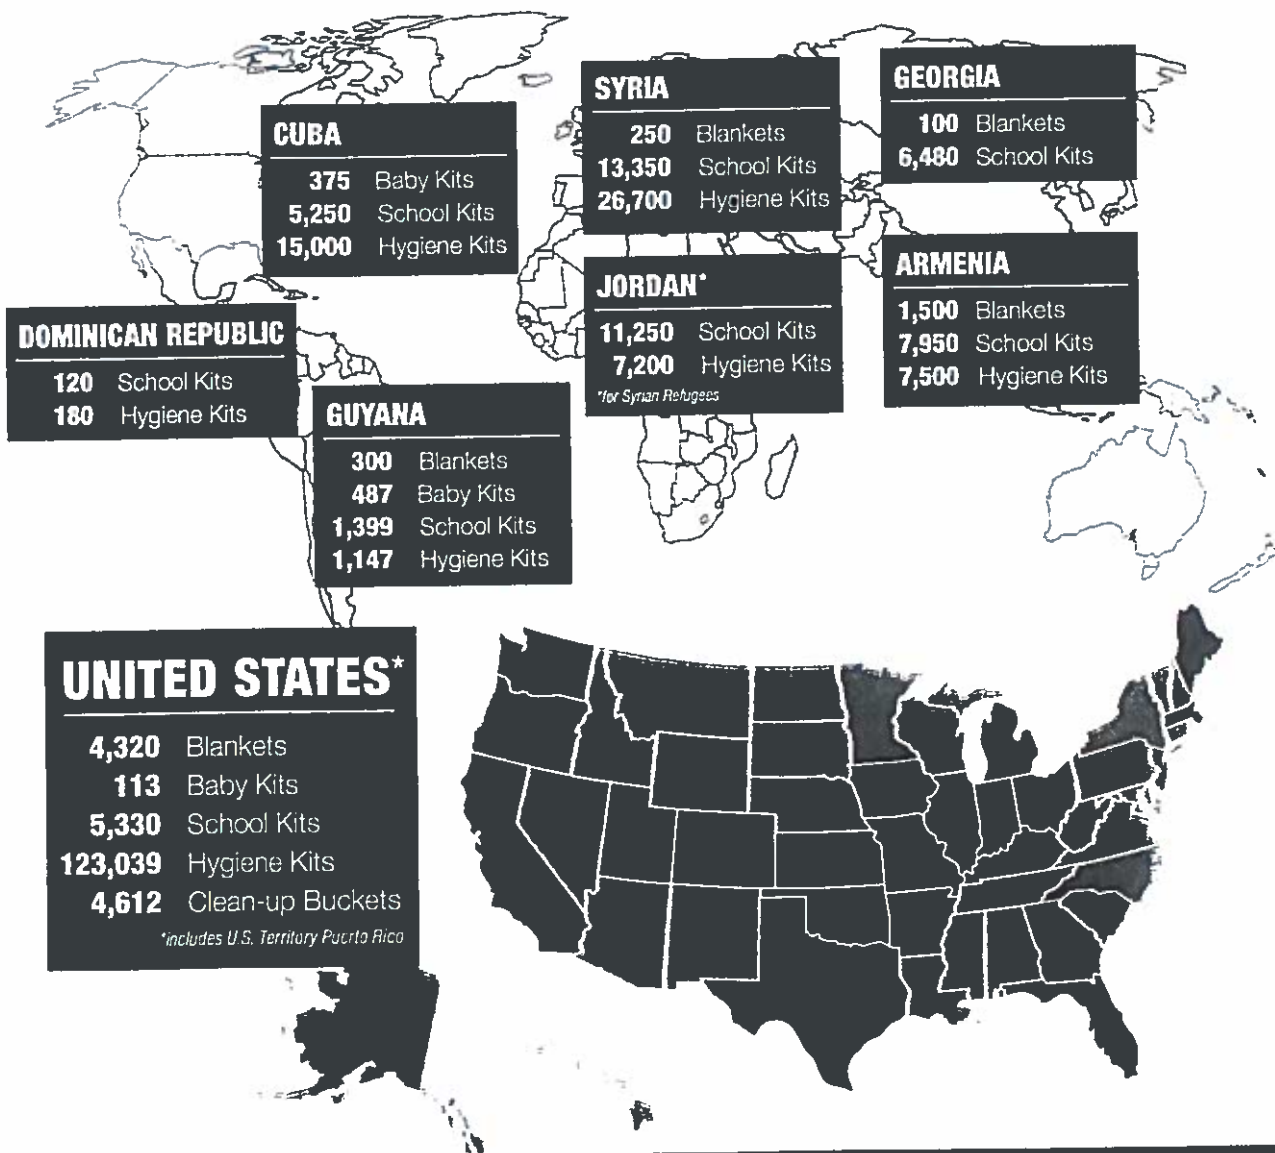 CUBA
375 Baby Kits
5,250 School Kits
15,000 Hygiene Kits
SYRIA
250 Blankets
13,350 School Kits
26,700 Hygiene Kits
GEORGIA
100 Blankets
6,480 School Kits
JORDAN*
11,250 School Kits
7,200 Hygiene Kits
*for Syrian Refugees
ARMENIA
1,500 Blankets
7,950 School Kits
7,500 Hygiene Kits
DOMINICAN REPUBLIC
120 School Kits
180 Hygiene Kits
GUYANA
300 Blankets
487 Baby Kits
1,399 School Kits
1,147 Hygiene Kits
UNITED STATES*
4,320 Blankets
113 Baby Kits
5,330 School Kits
123,039 Hygiene Kits
4,612 Clean-up Buckets
*includes U.S. Territory Puerto Rico